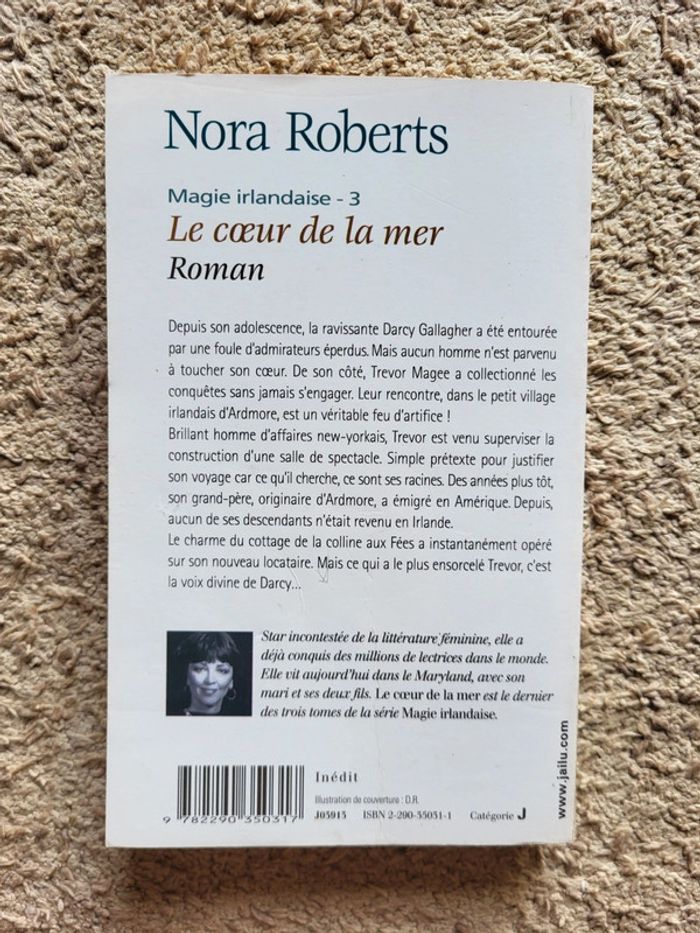 Nora Roberts
Magie irlandaise - 3
Le cœur de la mer
Roman
Depuis son adolescence, la ravissante Darcy Gallagher a été entourée
par une foule d'admirateurs éperdus. Mais aucun homme n'est parvenu
à toucher son cœur. De son côté, Trevor Magee a collectionné les
conquêtes sans jamais s'engager. Leur rencontre, dans le petit village
irlandais d'Ardmore, est un véritable feu d'artifice !
Brillant homme d'affaires new-yorkais, Trevor est venu superviser la
construction d'une salle de spectacle. Simple prétexte pour justifier
son voyage car ce qu'il cherche, ce sont ses racines. Des années plus tôt,
son grand-père, originaire d'Ardmore, a émigré en Amérique. Depuis,
aucun de ses descendants n'était revenu en Irlande.
Le charme du cottage de la colline aux Fées a instantanément opéré
sur son nouveau locataire. Mais ce qui a le plus ensorcelé Trevor, c'est
la voix divine de Darcy...
Star incontestée de la littérature féminine, elle a
déjà conquis des millions de lectrices dans le monde.
Elle vit aujourd'hui dans le Maryland, avec son
mari et ses deux fils. Le cœur de la mer est le dernier
des trois tomes de la série Magie irlandaise.
www.jailu.com
Inédit
Illustration de couverture : D.R.
J05915 ISBN 2-290-35031-1 Catégorie J
9 782290 350317